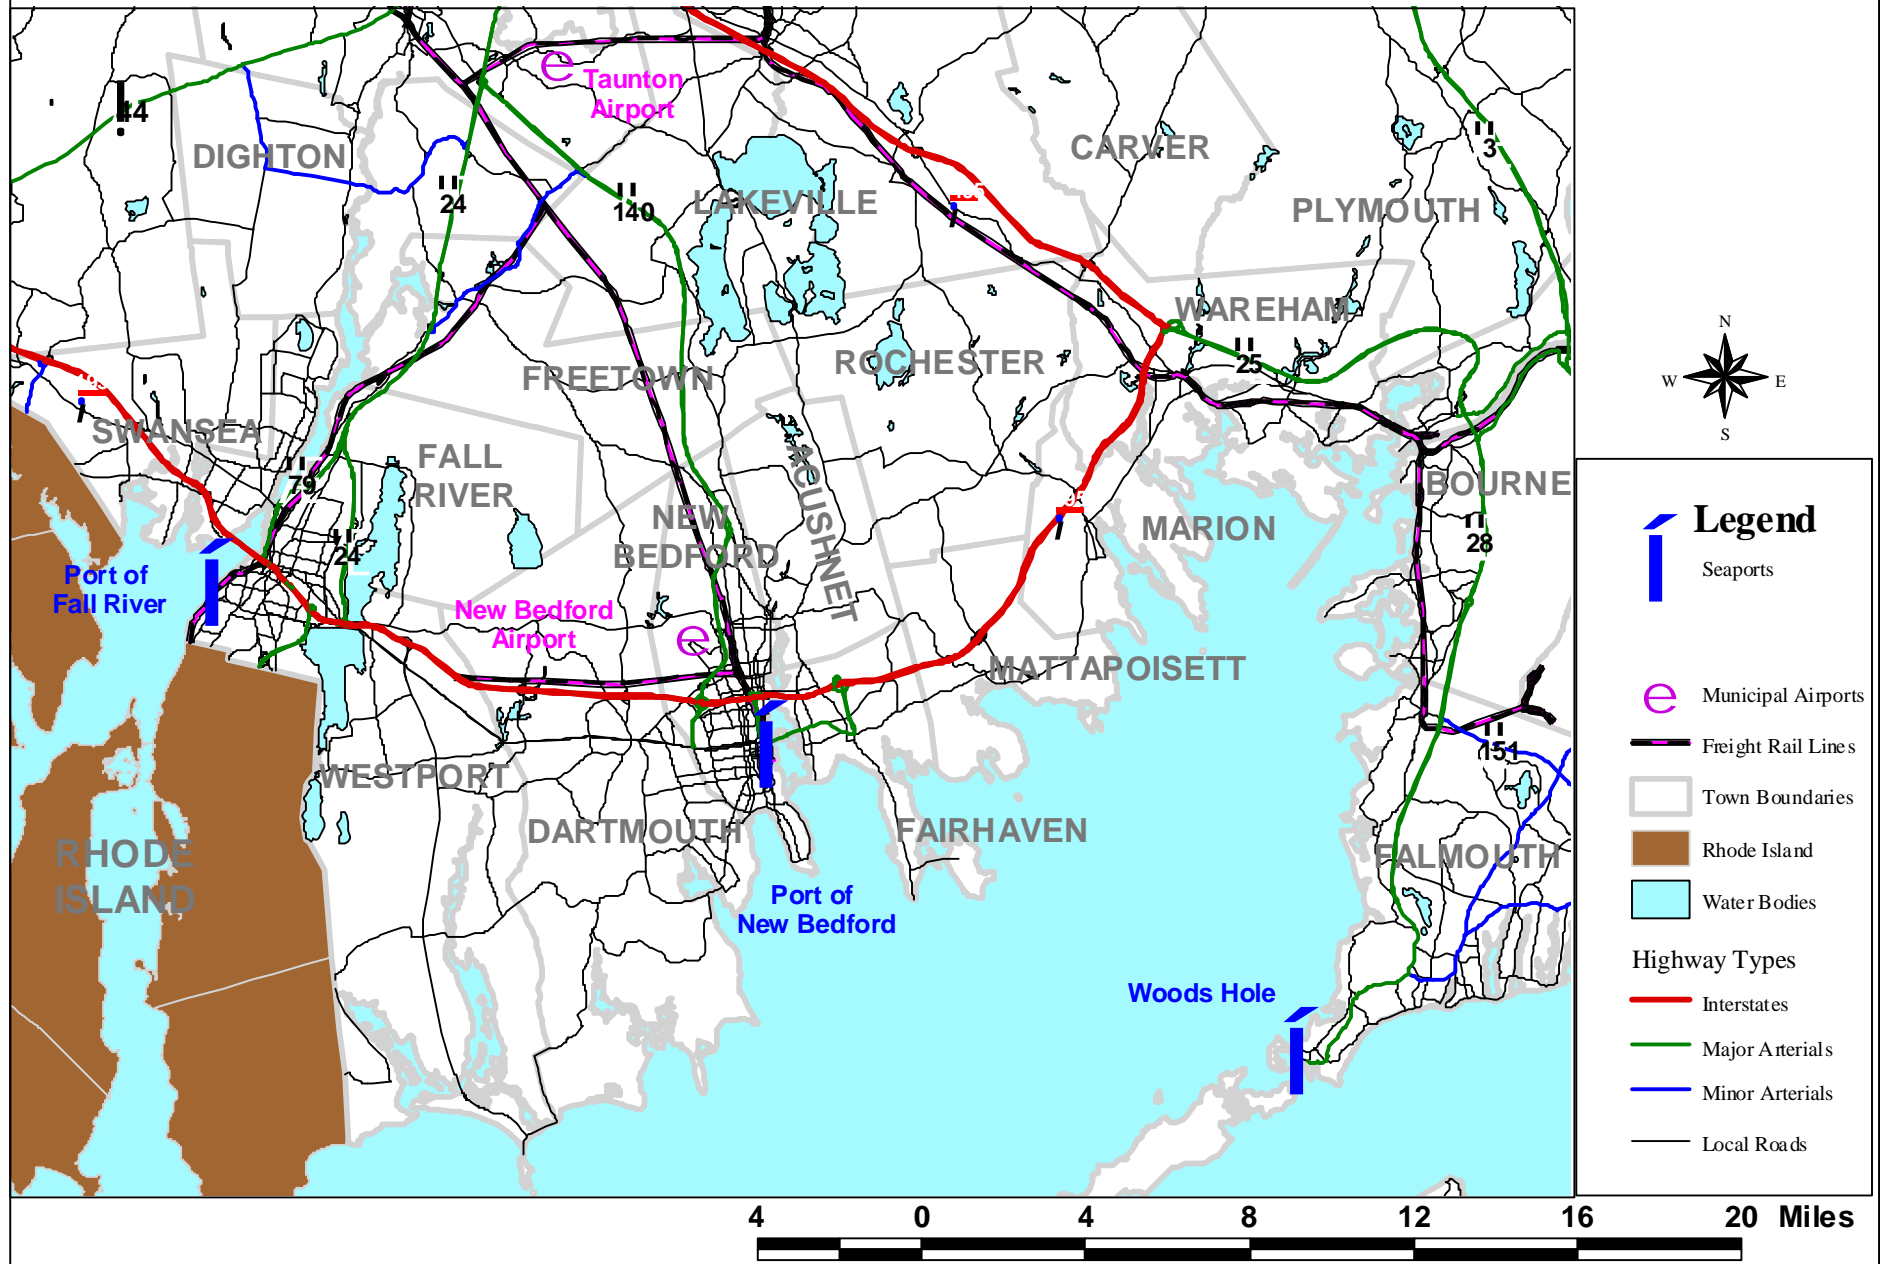 Taunton
Airport
44
DIGHTON
CARVER
3
24
140
LAKEVILLE
PLYMOUTH
WAREHAM
25
ROCHESTER
FREETOWN
SWANSEA
FALL
RIVER
79
ACUSHNET
NEW
BEDFORD
MARION
BOURNE
28
24
Port of
Fall River
New Bedford
Airport
MATTAPOISETT
151
WESTPORT
DARTMOUTH
FAIRHAVEN
FALMOUTH
RHODE
ISLAND
Port of
New Bedford
Woods Hole
N
W
E
S
Legend
Seaports
e Municipal Airports
Freight Rail Lines
Town Boundaries
Rhode Island
Water Bodies
Highway Types
Interstates
Major Arterials
Minor Arterials
Local Roads
4 0 4 8 12 16 20 Miles